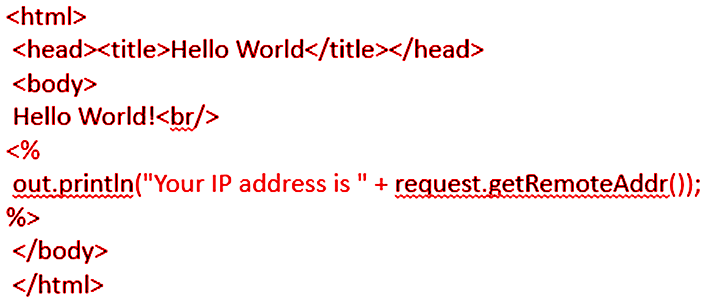 <html>
<head><title>Hello World</title></head>
<body>
Hello World!<br/>
<%
out.println("Your IP address is " + request.getRemoteAddr());
%>
</body>
</html>